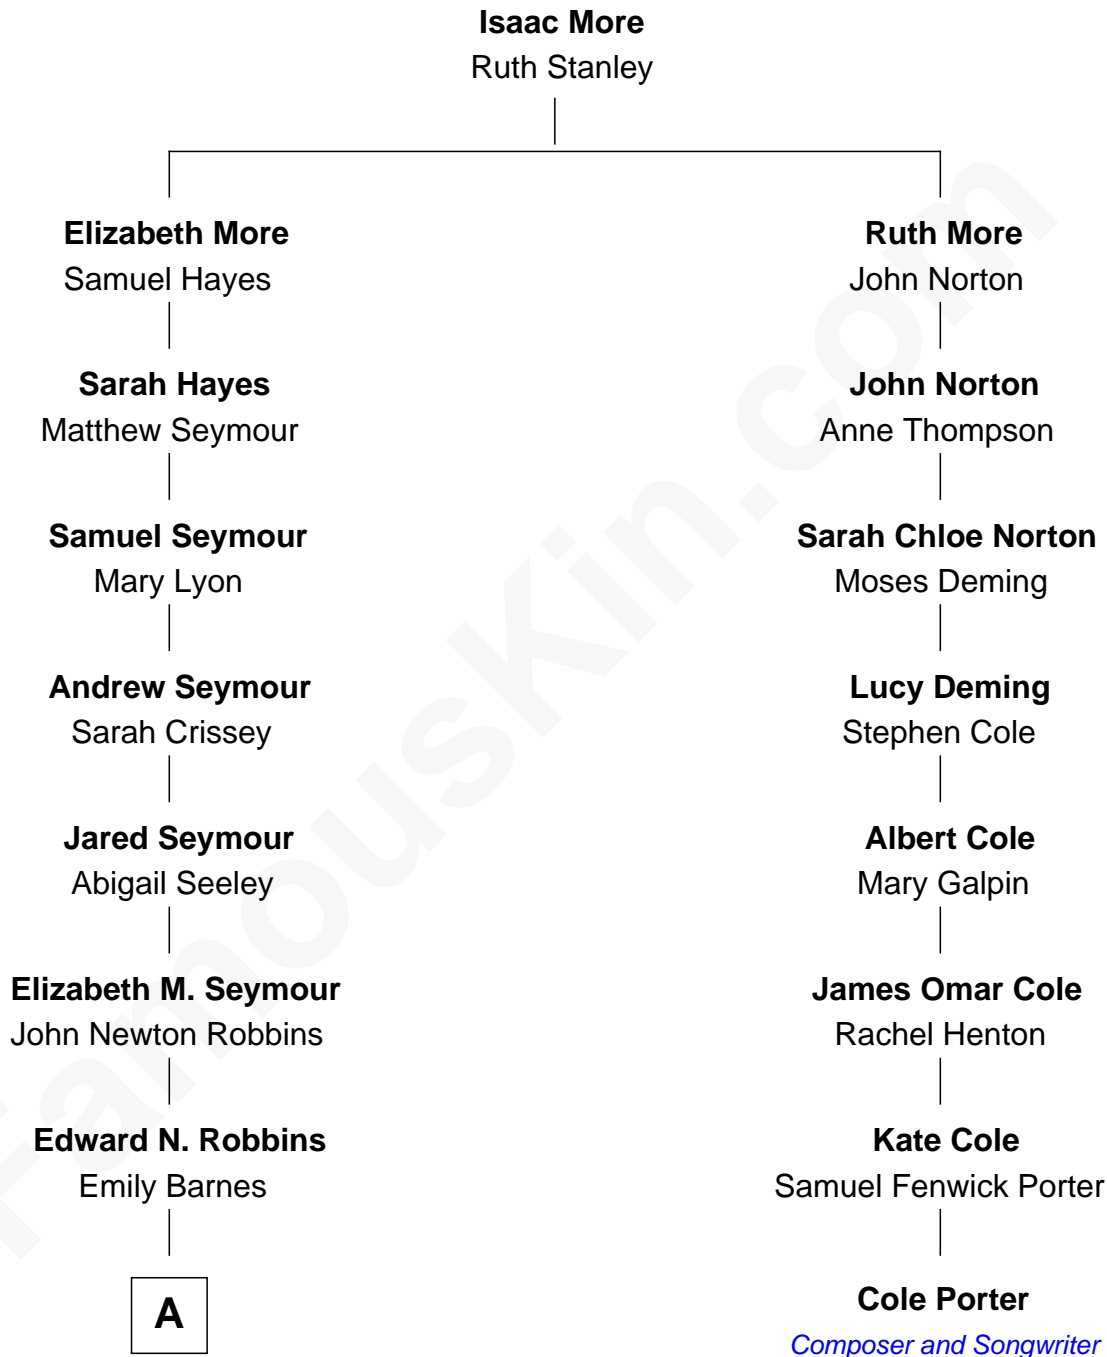 Isaac More
Ruth Stanley
Elizabeth More
Samuel Hayes
Ruth More
John Norton
Sarah Hayes
Matthew Seymour
John Norton
Anne Thompson
Samuel Seymour
Mary Lyon
Sarah Chloe Norton
Moses Deming
Andrew Seymour
Sarah Crissey
Lucy Deming
Stephen Cole
Jared Seymour
Abigail Seeley
Albert Cole
Mary Galpin
Elizabeth M. Seymour
John Newton Robbins
James Omar Cole
Rachel Henton
Edward N. Robbins
Emily Barnes
Kate Cole
Samuel Fenwick Porter
A
Cole Porter
Composer and Songwriter
FamousKin.com